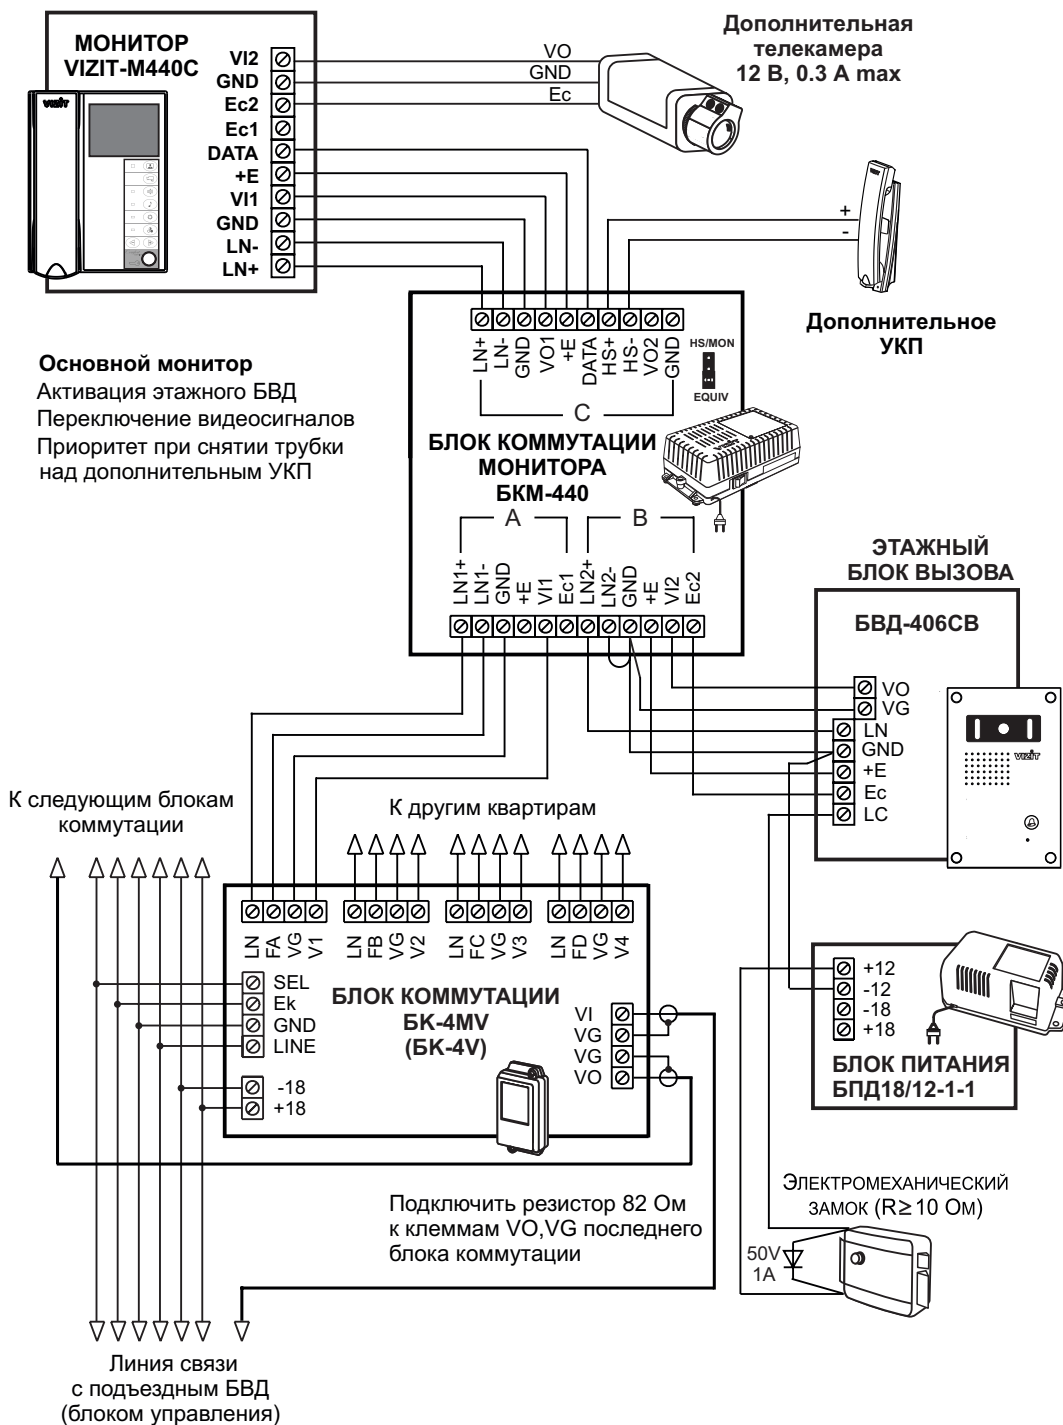 МОНИТОР
VIZIT-M440C
VIZIT
VI2
GND
Ec2
Ec1
DATA
+E
VI1
GND
LN-
LN+
VO
GND
Ec
Дополнительная
телекамера
12 В, 0.3 А max
+
-
Дополнительное
УКП
Основной монитор
Активация этажного БВД
Переключение видеосигналов
Приоритет при снятии трубки
над дополнительным УКП
LN+
LN-
GND
VO1
+E
DATA
HS+
HS-
VO2
GND
HS/MON
EQUIV
C
БЛОК КОММУТАЦИИ
МОНИТОРА
БКМ-440
A
B
LN1+
LN1-
GND
+E
VI1
Ec1
LN2+
LN2-
GND
+E
VI2
Ec2
ЭТАЖНЫЙ
БЛОК ВЫЗОВА
БВД-406CB
VO
VG
LN
GND
+E
Ec
LC
VIZIT
К следующим блокам
коммутации
К другим квартирам
LN
FA
VG
V1
LN
FB
VG
V2
LN
FC
VG
V3
LN
FD
VG
V4
SEL
Ek
GND
LINE
-18
+18
БЛОК КОММУТАЦИИ
БK-4MV
(БK-4V)
VI
VG
VG
VO
+12
-12
-18
+18
БЛОК ПИТАНИЯ
БПД18/12-1-1
Подключить резистор 82 Ом
к клеммам VO,VG последнего
блока коммутации
ЭЛЕКТРОМЕХАНИЧЕСКИЙ
ЗАМОК (R≥10 ОМ)
50V
1A
Линия связи
с подъездным БВД
(блоком управления)